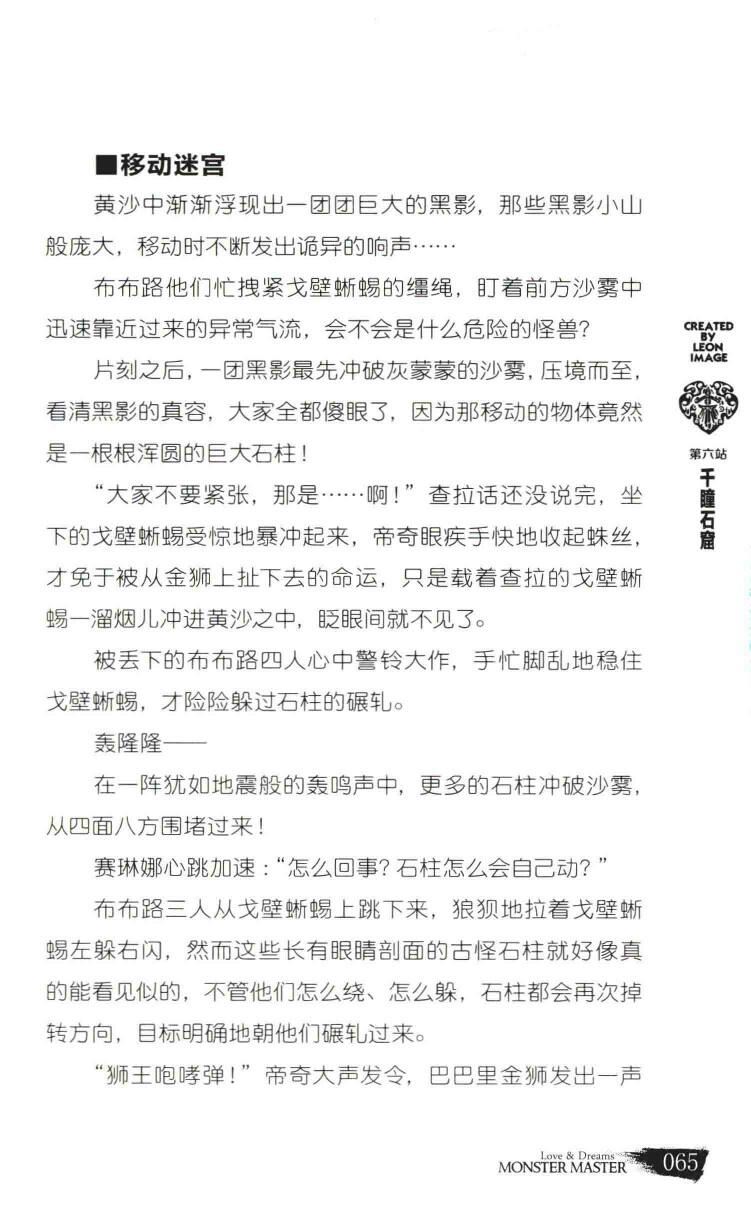 ■移动迷宫
黄沙中渐渐浮现出一团团巨大的黑影，那些黑影小山
般庞大，移动时不断发出诡异的响声……
布布路他们忙拽紧戈壁蜥蜴的缰绳，盯着前方沙雾中
迅速靠近过来的异常气流，会不会是什么危险的怪兽？
片刻之后，一团黑影最先冲破灰蒙蒙的沙雾，压境而至，
看清黑影的真容，大家全都傻眼了，因为那移动的物体竟然
是一根根浑圆的巨大石柱！
“大家不要紧张，那是……啊！”查拉话还没说完，坐
下的戈壁蜥蜴受惊地暴冲起来，帝奇眼疾手快地收起蛛丝，
才免于被从金狮上扯下去的命运，只是载着查拉的戈壁蜥
蜴一溜烟儿冲进黄沙之中，眨眼间就不见了。
被丢下的布布路四人心中警铃大作，手忙脚乱地稳住
戈壁蜥蜴，才险险躲过石柱的碾轧。
轰隆隆——
在一阵犹如地震般的轰鸣声中，更多的石柱冲破沙雾，
从四面八方围堵过来！
赛琳娜心跳加速：“怎么回事？石柱怎么会自己动？”
布布路三人从戈壁蜥蜴上跳下来，狼狈地拉着戈壁蜥
蜴左躲右闪，然而这些长有眼睛剖面的古怪石柱就好像真
的能看见似的，不管他们怎么绕、怎么躲，石柱都会再次掉
转方向，目标明确地朝他们碾轧过来。
“狮王咆哮弹！”帝奇大声发令，巴巴里金狮发出一声
CREATED
BY
LEON
IMAGE
第六站
千瞳石窟
Love & Dreams
MONSTER MASTER
065